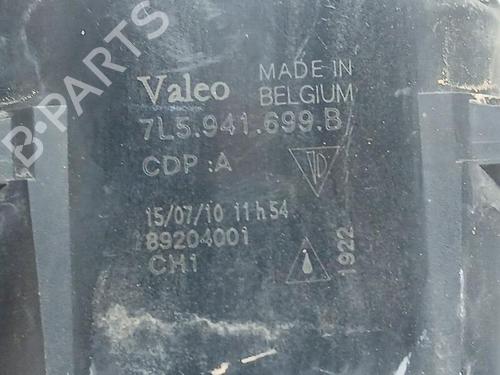 B-PARTS
Valeo
MADE IN
BELGIUM
7L5.941.699.B
CDP :A
15/07/10 11h54
89204001
CH1
1922